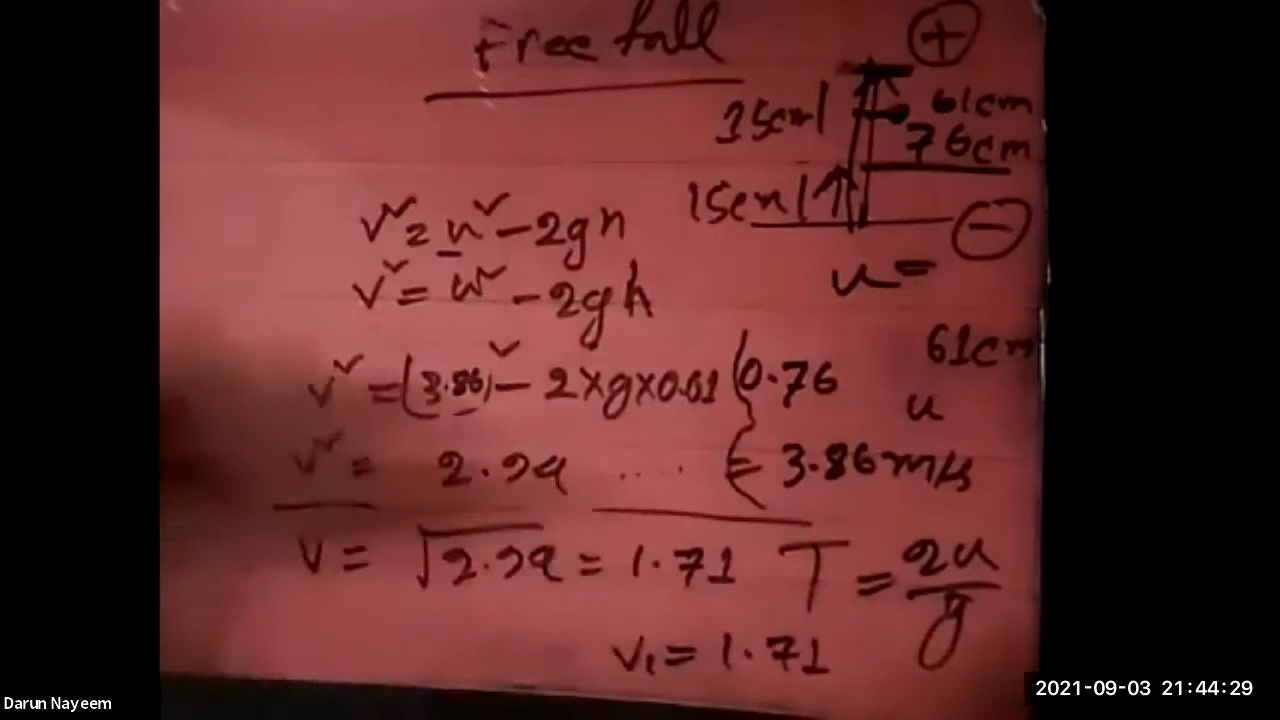 Free fall
+
15cm
61cm
76cm
15cm
−
v² = u² − 2gh
u =
v² = u² − 2gh
61cm
v² = (3.86)² − 2×g×0.61
0.76
u
v² = 2.94 ....
= 3.86 m/s
v = √2.94 = 1.71
T = 2u/g
v₁ = 1.71
Darun Nayeem
2021-09-03 21:44:29